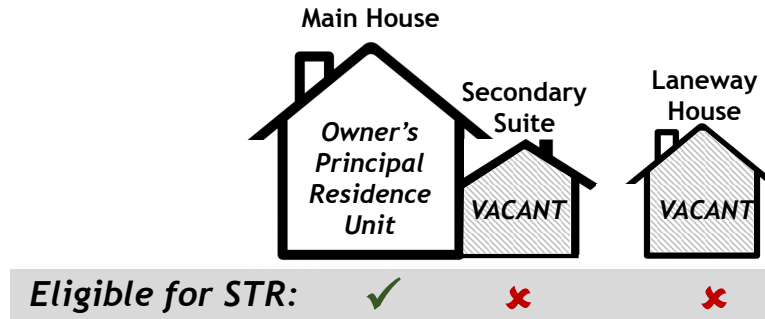 Main House
Secondary
Suite
Laneway
House
Owner's
Principal
Residence
Unit
VACANT
VACANT
Eligible for STR: ✓ ✘ ✘